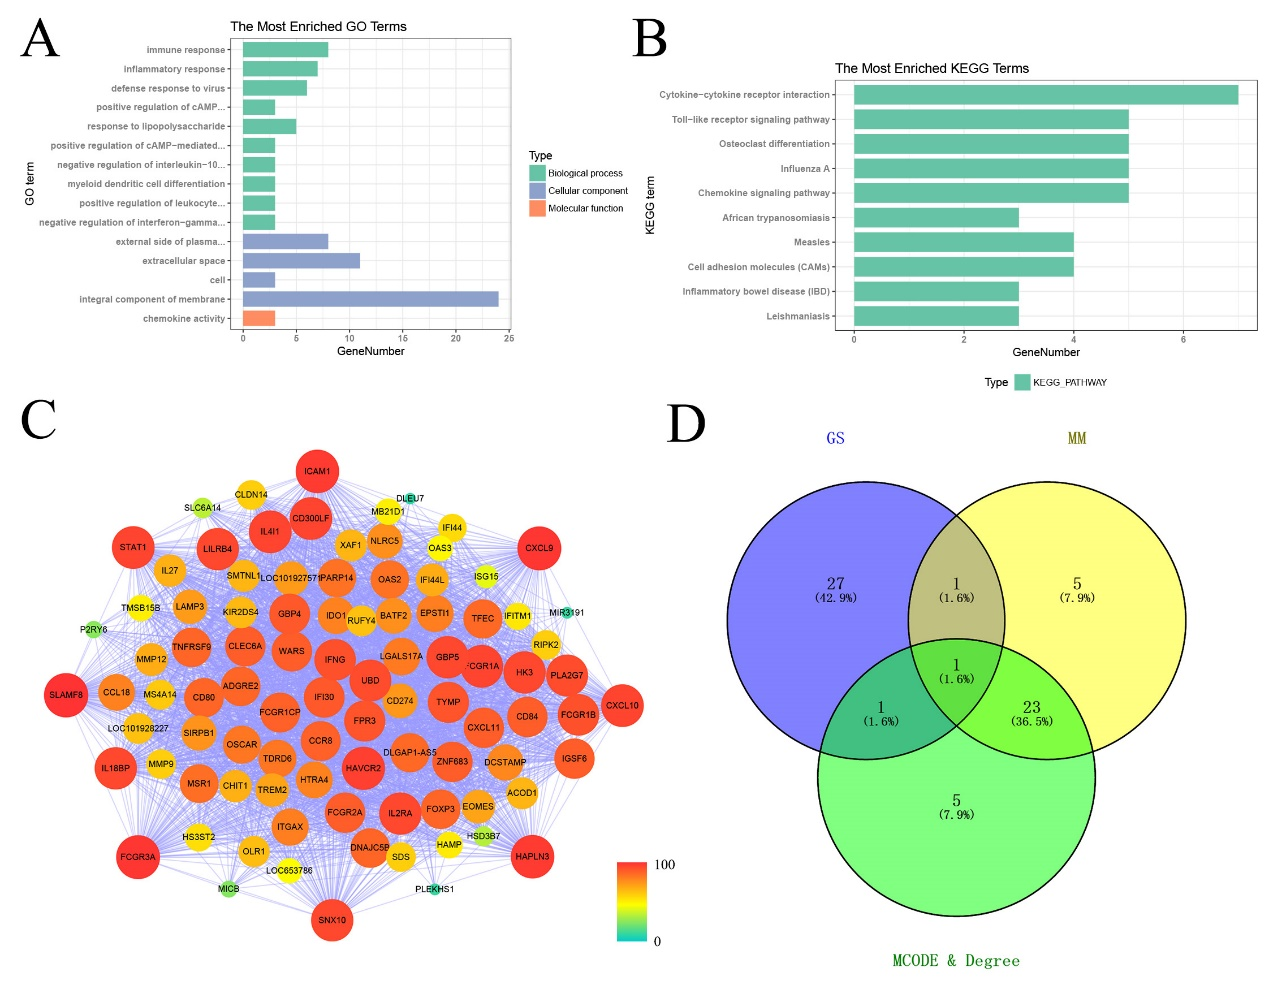 A
The Most Enriched GO Terms
GO term
immune response
inflammatory response
defense response to virus
positive regulation of cAMP...
response to lipopolysaccharide
positive regulation of cAMP−mediated...
negative regulation of interleukin−10...
myeloid dendritic cell differentiation
positive regulation of leukocyte...
negative regulation of interferon−gamma...
external side of plasma...
extracellular space
cell
integral component of membrane
chemokine activity
0 5 10 15 20 25
GeneNumber
Type
Biological process
Cellular component
Molecular function
B
The Most Enriched KEGG Terms
KEGG term
Cytokine−cytokine receptor interaction
Toll−like receptor signaling pathway
Osteoclast differentiation
Influenza A
Chemokine signaling pathway
African trypanosomiasis
Measles
Cell adhesion molecules (CAMs)
Inflammatory bowel disease (IBD)
Leishmaniasis
0 2 4 6
GeneNumber
Type KEGG_PATHWAY
C
ICAM1
CLDN14
DLEU7
SLC6A14
MB21D1
CD300LF
IFI44
IL4I1
STAT1
LILRB4
XAF1
NLRC5
OAS3
CXCL9
IL27
SMTNL1
LOC101927571
PARP14
OAS2
IFI44L
ISG15
TMSB15B
LAMP3
KIR2DS4
GBP4
IDO1
RUFY4
BATF2
EPSTI1
TFEC
IFITM1
MIR3191
P2RY6
TNFRSF9
CLEC6A
WARS
IFNG
LGALS17A
GBP5
FCGR1A
HK3
RIPK2
PLA2G7
MMP12
UBD
SLAMF8
CCL18
MS4A14
CD80
ADGRE2
IFI30
CD274
TYMP
CXCL10
FCGR1CP
FPR3
CXCL11
CD84
FCGR1B
LOC101928227
SIRPB1
OSCAR
CCR8
IL18BP
MMP9
TDRD6
HAVCR2
DLGAP1-AS5
ZNF683
DCSTAMP
IGSF6
MSR1
CHIT1
TREM2
HTRA4
ACOD1
FCGR2A
IL2RA
FOXP3
EOMES
HS3ST2
ITGAX
HSD3B7
FCGR3A
OLR1
DNAJC5B
SDS
HAMP
HAPLN3
LOC653786
MICB
PLEKHS1
SNX10
100
0
D
GS
MM
27
(42.9%)
1
(1.6%)
5
(7.9%)
1
(1.6%)
1
(1.6%)
23
(36.5%)
5
(7.9%)
MCODE & Degree